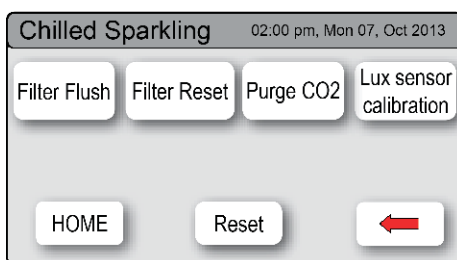 Chilled Sparkling 02:00 pm, Mon 07, Oct 2013
Filter Flush Filter Reset Purge CO2 Lux sensor
calibration
HOME Reset